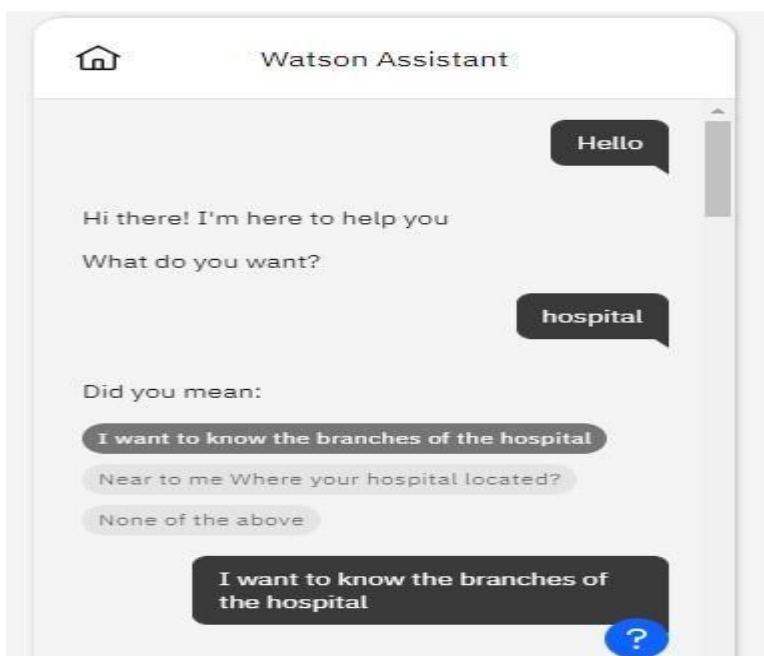 Watson Assistant
Hello
Hi there! I'm here to help you
What do you want?
hospital
Did you mean:
I want to know the branches of the hospital
Near to me Where your hospital located?
None of the above
I want to know the branches of
the hospital
?